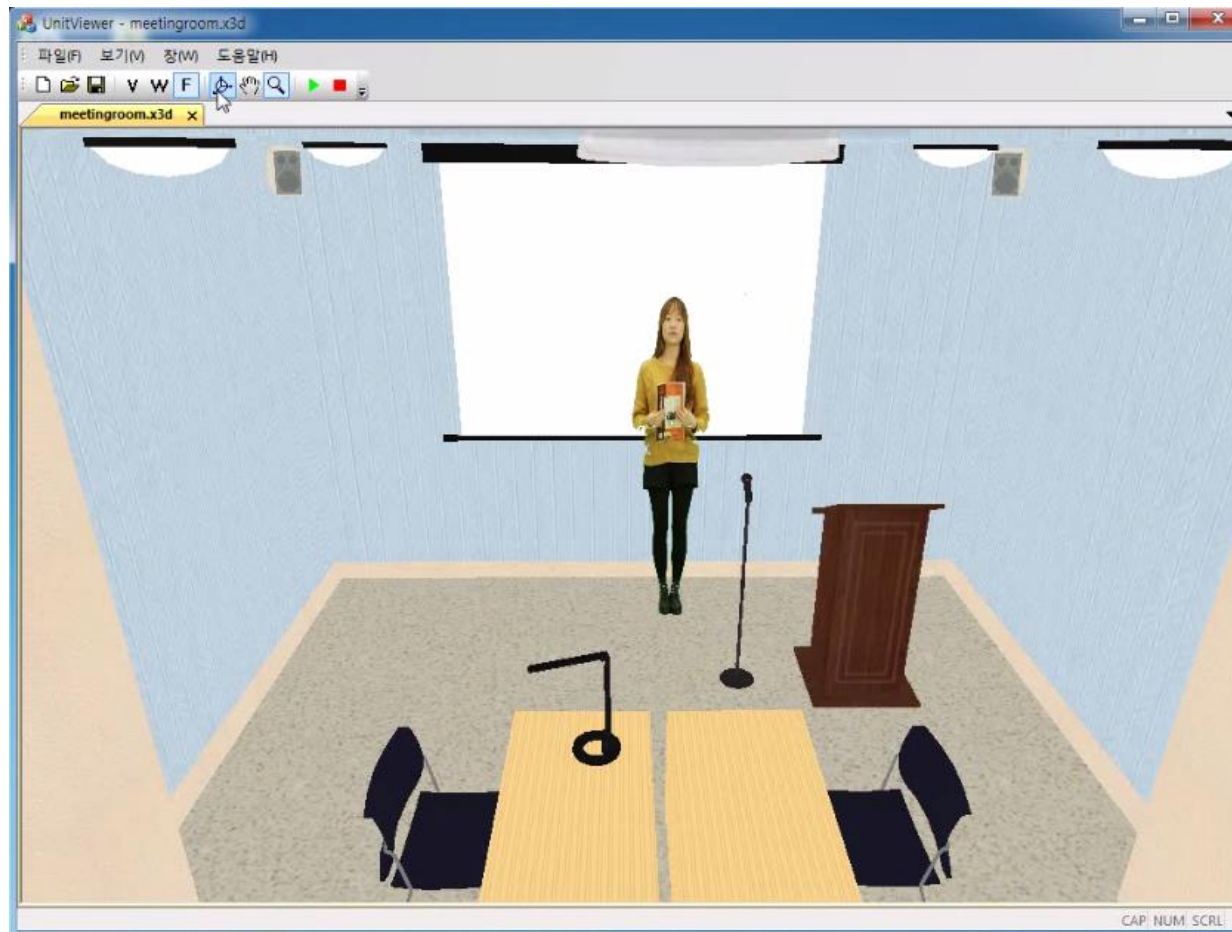 UnitViewer - meetingroom.x3d
파일(F) 보기(V) 창(W) 도움말(H)
V W F
meetingroom.x3d x
CAP NUM SCRL